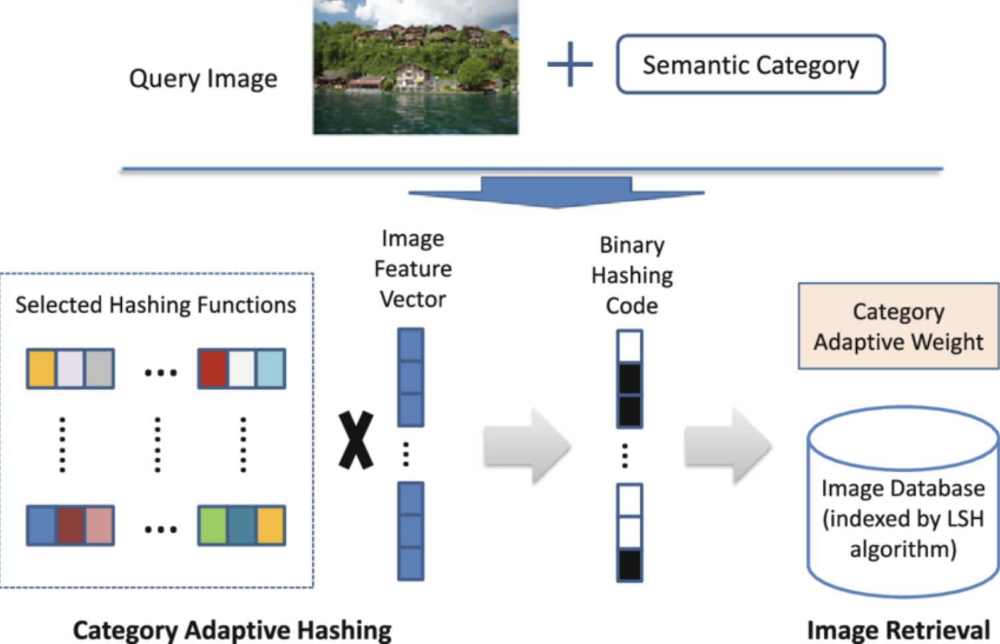 Query Image
Semantic Category
Image
Feature
Vector
Binary
Hashing
Code
Selected Hashing Functions
Category
Adaptive Weight
Image Database
(indexed by LSH
algorithm)
Category Adaptive Hashing
Image Retrieval